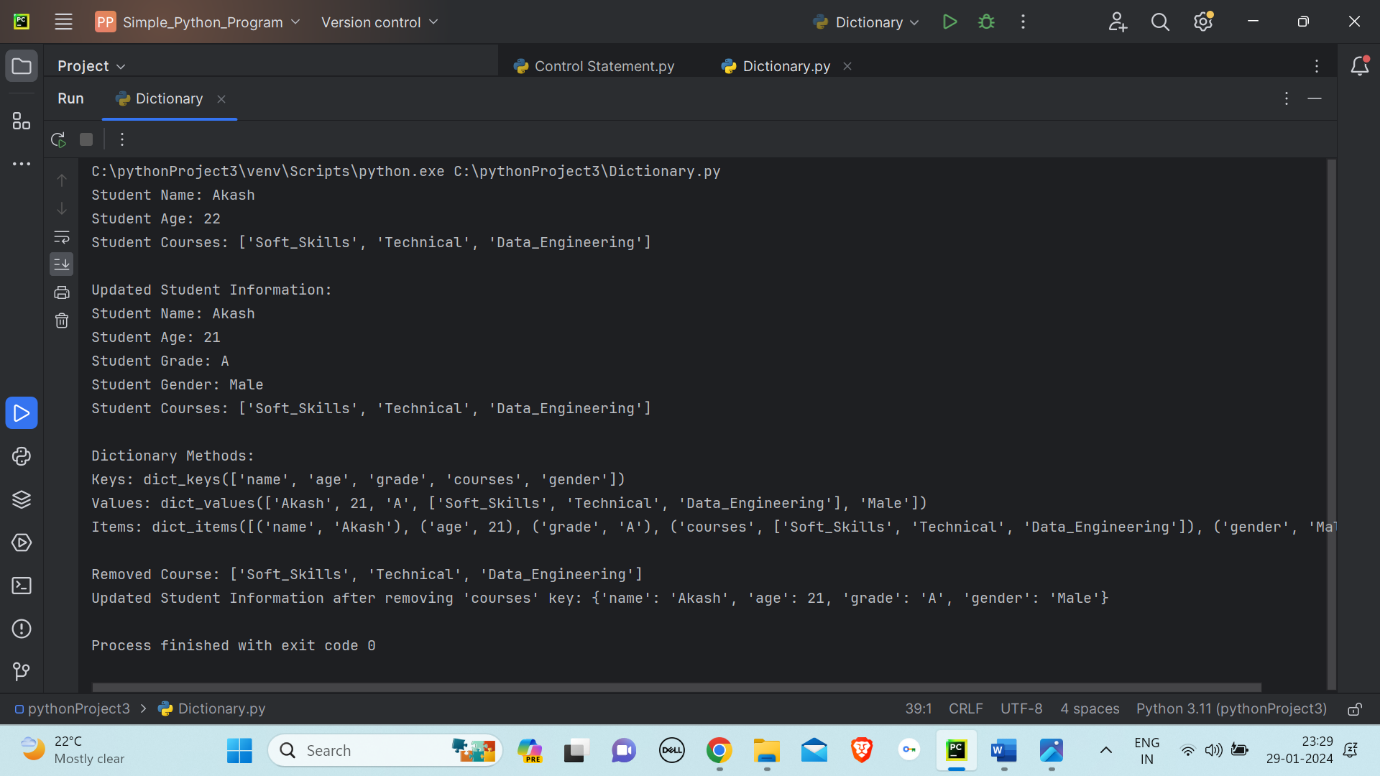 PC
PP Simple_Python_Program Version control Dictionary
Project
Control Statement.py Dictionary.py
Run Dictionary
C:\pythonProject3\venv\Scripts\python.exe C:\pythonProject3\Dictionary.py
Student Name: Akash
Student Age: 22
Student Courses: ['Soft_Skills', 'Technical', 'Data_Engineering']
Updated Student Information:
Student Name: Akash
Student Age: 21
Student Grade: A
Student Gender: Male
Student Courses: ['Soft_Skills', 'Technical', 'Data_Engineering']
Dictionary Methods:
Keys: dict_keys(['name', 'age', 'grade', 'courses', 'gender'])
Values: dict_values(['Akash', 21, 'A', ['Soft_Skills', 'Technical', 'Data_Engineering'], 'Male'])
Items: dict_items([('name', 'Akash'), ('age', 21), ('grade', 'A'), ('courses', ['Soft_Skills', 'Technical', 'Data_Engineering']), ('gender', 'Mal
Removed Course: ['Soft_Skills', 'Technical', 'Data_Engineering']
Updated Student Information after removing 'courses' key: {'name': 'Akash', 'age': 21, 'grade': 'A', 'gender': 'Male'}
Process finished with exit code 0
pythonProject3 > Dictionary.py 39:1 CRLF UTF-8 4 spaces Python 3.11 (pythonProject3)
22°C
Mostly clear
Search
PRE
DELL
PC
W
ENG
IN
23:29
29-01-2024